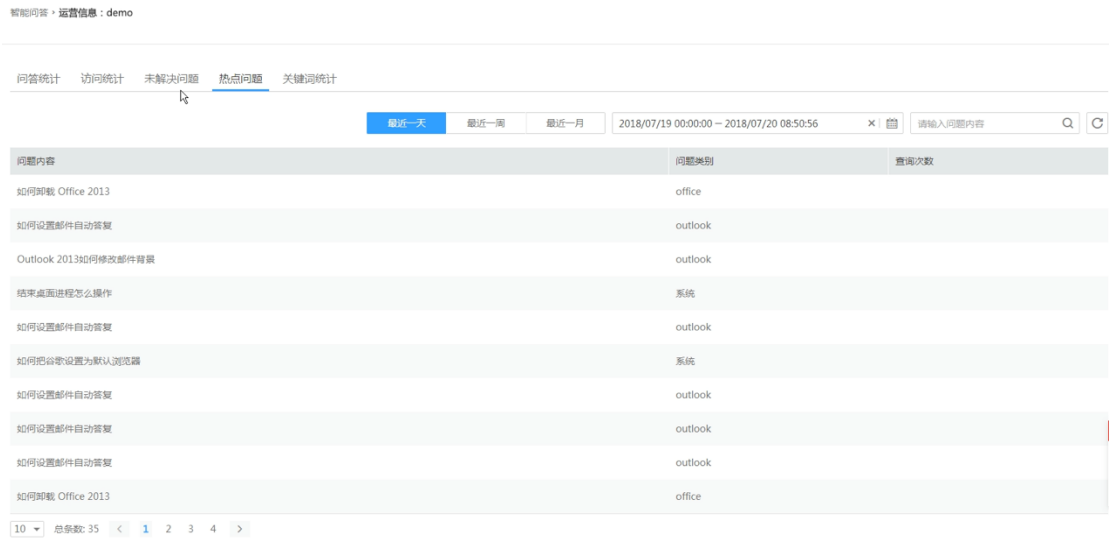 智能问答 › 运营信息：demo
问答统计 访问统计 未解决问题 热点问题 关键词统计
最近一天 最近一周 最近一月 2018/07/19 00:00:00 – 2018/07/20 08:50:56 × 请输入问题内容
问题内容 问题类别 查询次数
如何卸载 Office 2013 office
如何设置邮件自动答复 outlook
Outlook 2013如何修改邮件背景 outlook
结束桌面进程怎么操作 系统
如何设置邮件自动答复 outlook
如何把谷歌设置为默认浏览器 系统
如何设置邮件自动答复 outlook
如何设置邮件自动答复 outlook
如何设置邮件自动答复 outlook
如何卸载 Office 2013 office
10 总条数: 35 < 1 2 3 4 >